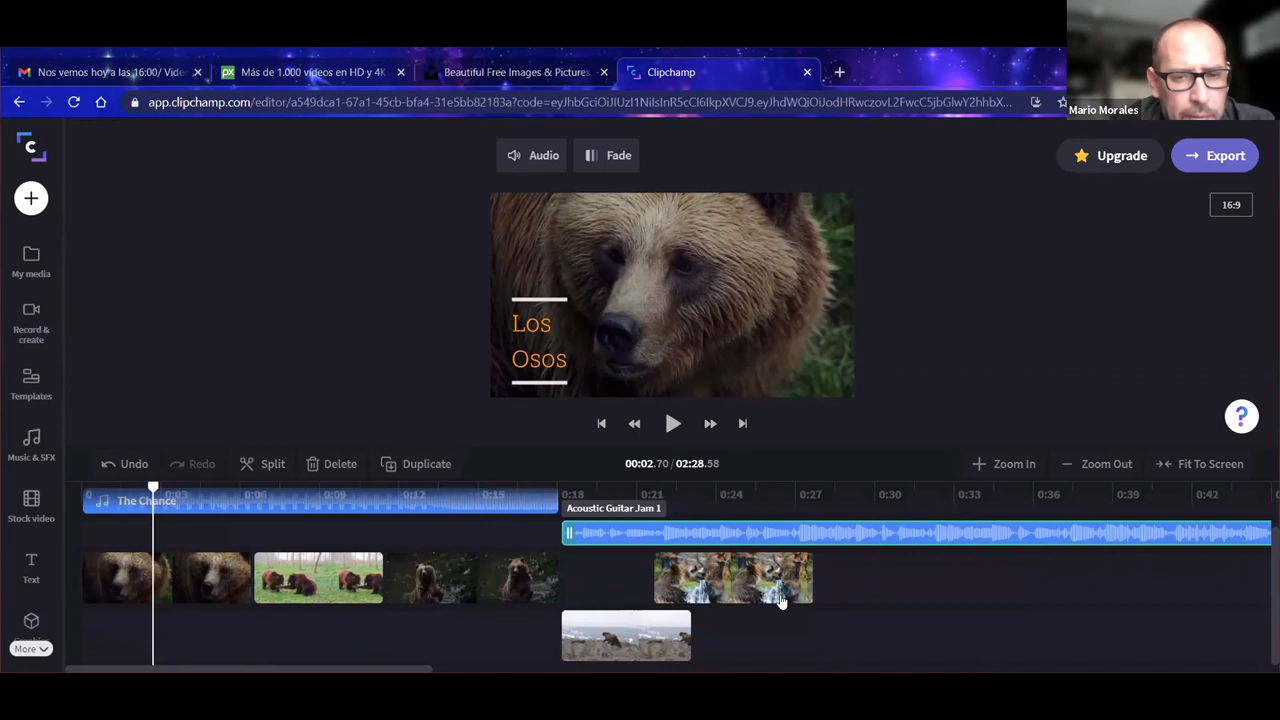 Nos vemos hoy a las 16:00/ Vide
Más de 1.000 vídeos en HD y 4K
Beautiful Free Images & Pictures
Clipchamp
app.clipchamp.com/editor/a549dca1-67a1-45cb-bfa4-31e5bb82183a?code=eyJhbGciOiJIUzI1NiIsInR5cCI6IkpXVCJ9.eyJhdWQiOiJodHRwczovL2FwcC5jbGlwY2hhbX...
Mario Morales
Audio
Fade
Upgrade
Export
16:9
My media
Record &
create
Templates
Music & SFX
Stock video
Text
More
Los
Osos
Undo
Redo
Split
Delete
Duplicate
00:02.70 / 02:28.58
Zoom In
Zoom Out
Fit To Screen
0 0:03 0:06 0:09 0:12 0:15 0:18 0:21 0:24 0:27 0:30 0:33 0:36 0:39 0:42
The Chance
Acoustic Guitar Jam 1